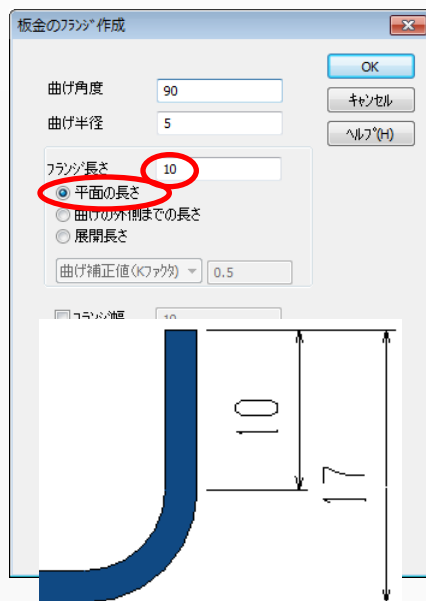 板金のﾌﾗﾝｼﾞ作成
OK
曲げ角度 90
キャンセル
曲げ半径 5
ﾍﾙﾌﾟ(H)
ﾌﾗﾝｼﾞ長さ 10
平面の長さ
曲げの外側までの長さ
展開長さ
曲げ補正値(Kﾌｧｸﾀ) 0.5
ﾌﾗﾝｼﾞ幅 10
10
17